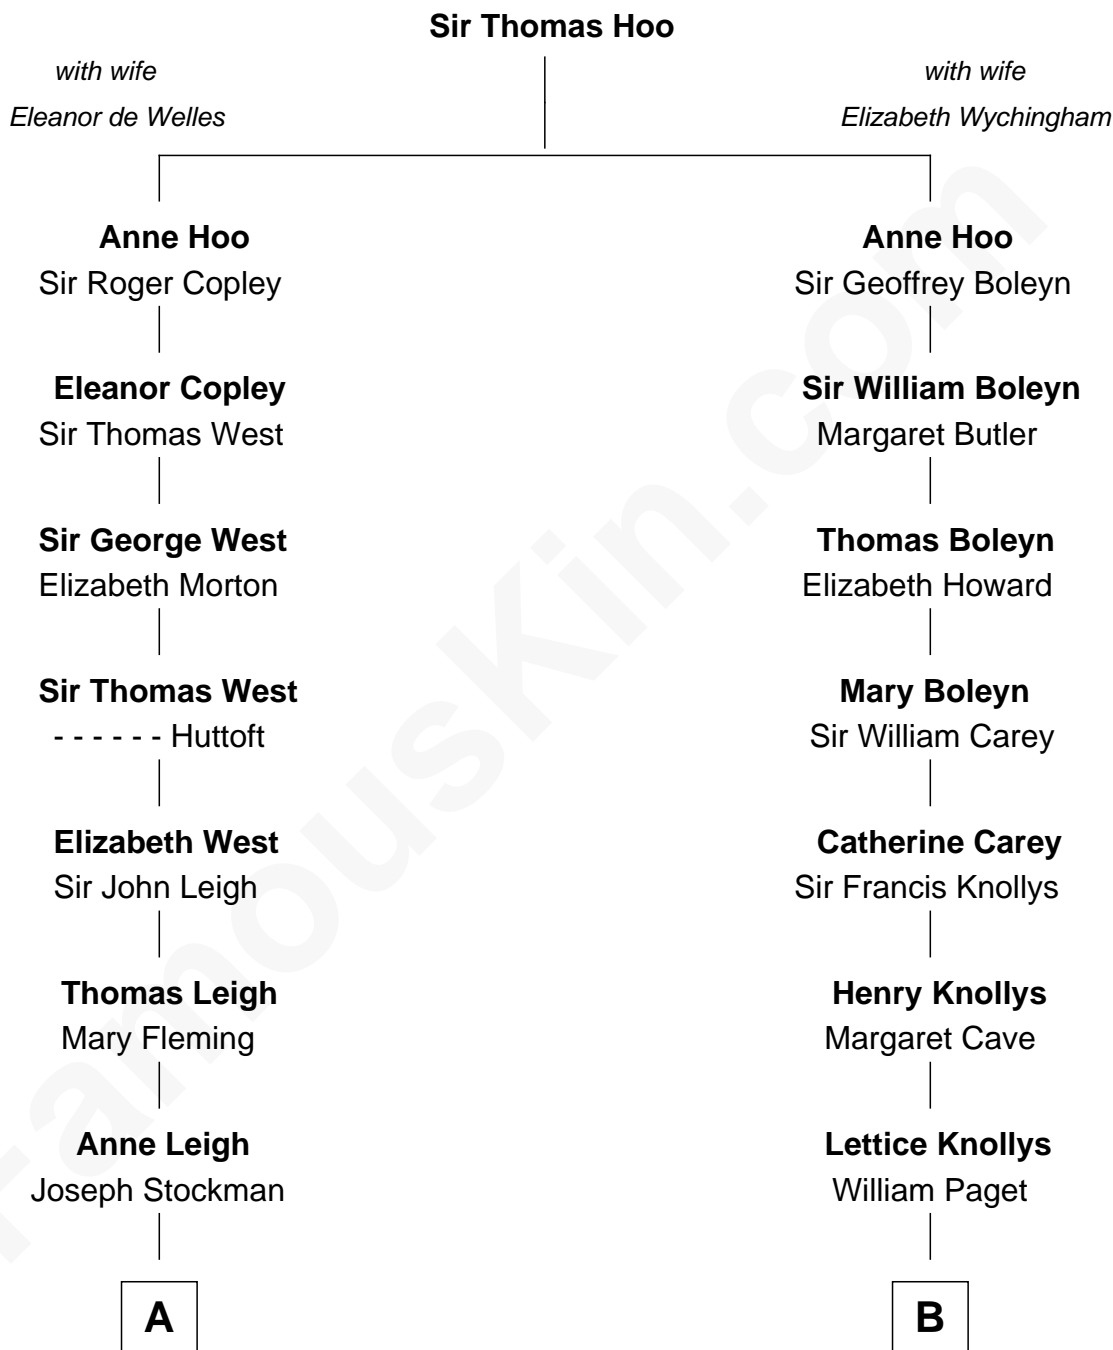 Sir Thomas Hoo
with wife
Eleanor de Welles
with wife
Elizabeth Wychingham
Anne Hoo
Sir Roger Copley
Eleanor Copley
Sir Thomas West
Sir George West
Elizabeth Morton
Sir Thomas West
- - - - - - Huttoft
Elizabeth West
Sir John Leigh
Thomas Leigh
Mary Fleming
Anne Leigh
Joseph Stockman
A
Anne Hoo
Sir Geoffrey Boleyn
Sir William Boleyn
Margaret Butler
Thomas Boleyn
Elizabeth Howard
Mary Boleyn
Sir William Carey
Catherine Carey
Sir Francis Knollys
Henry Knollys
Margaret Cave
Lettice Knollys
William Paget
B
FamousKin.com